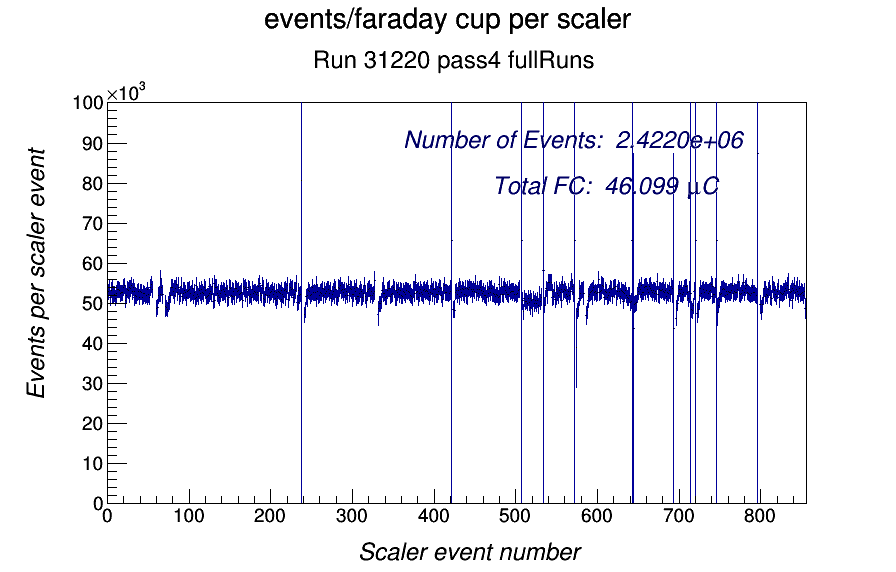 events/faraday cup per scaler
Run 31220 pass4 fullRuns
×10³
100
90
80
70
60
50
40
30
20
10
0
Events per scaler event
Number of Events: 2.4220e+06
Total FC: 46.099 μC
0 100 200 300 400 500 600 700 800
Scaler event number